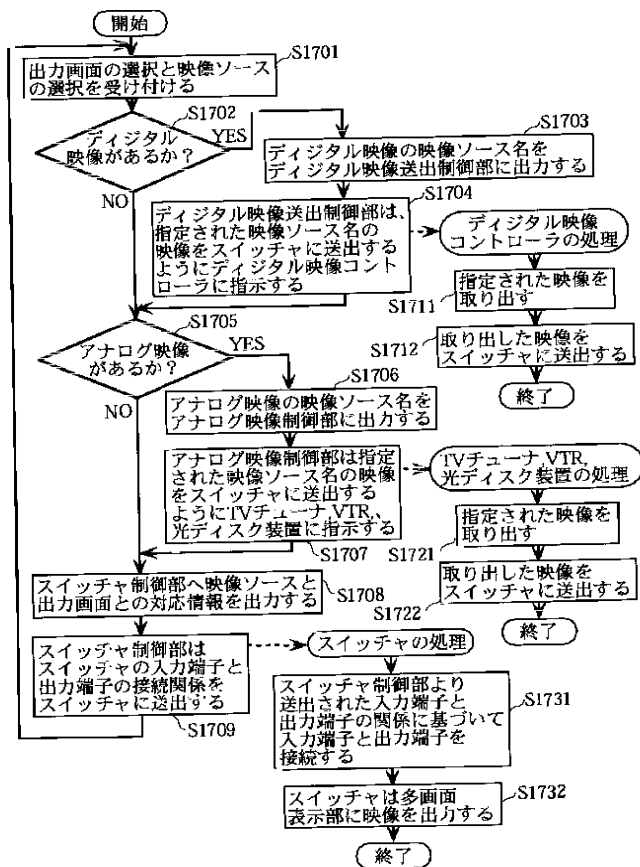 開始
S1701
出力画面の選択と映像ソース
の選択を受け付ける
S1702
ディジタル
映像があるか？
YES
NO
S1703
ディジタル映像の映像ソース名を
ディジタル映像送出制御部に出力する
S1704
ディジタル映像送出制御部は、
指定された映像ソース名の
映像をスイッチャに送出する
ようにディジタル映像コント
ローラに指示する
ディジタル映像
コントローラの処理
S1711
指定された映像を
取り出す
S1712
取り出した映像を
スイッチャに送出する
終了
S1705
アナログ映像
があるか？
YES
NO
S1706
アナログ映像の映像ソース名を
アナログ映像制御部に出力する
アナログ映像制御部は指定
された映像ソース名の映像
をスイッチャに送出する
ようにTVチューナ,VTR、
光ディスク装置に指示する
S1707
TVチューナ,VTR,
光ディスク装置の処理
指定された映像を
取り出す
S1721
取り出した映像を
スイッチャに送出する
S1722
終了
スイッチャ制御部へ映像ソースと
出力画面との対応情報を出力する
S1708
スイッチャ制御部は
スイッチャの入力端子と
出力端子の接続関係を
スイッチャに送出する
S1709
スイッチャの処理
スイッチャ制御部より
送出された入力端子と
出力端子の関係に基づいて
入力端子と出力端子を
接続する
S1731
スイッチャは多画面
表示部に映像を出力する
S1732
終了